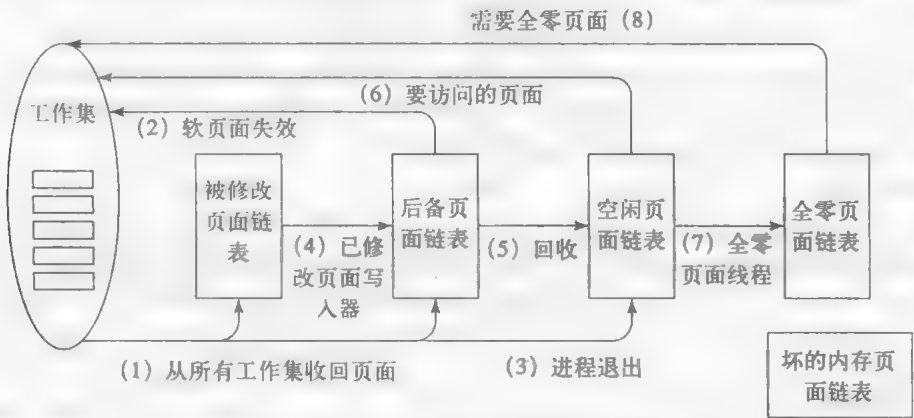 需要全零页面（8）
（6）要访问的页面
工作集
（2）软页面失效
被修改
页面链
表
后备页
面链表
空闲页
面链表
全零页
面链表
（4）已修
改页面写
入器
（5）回收
（7）全零
页面线程
（1）从所有工作集收回页面
（3）进程退出
坏的内存页
面链表